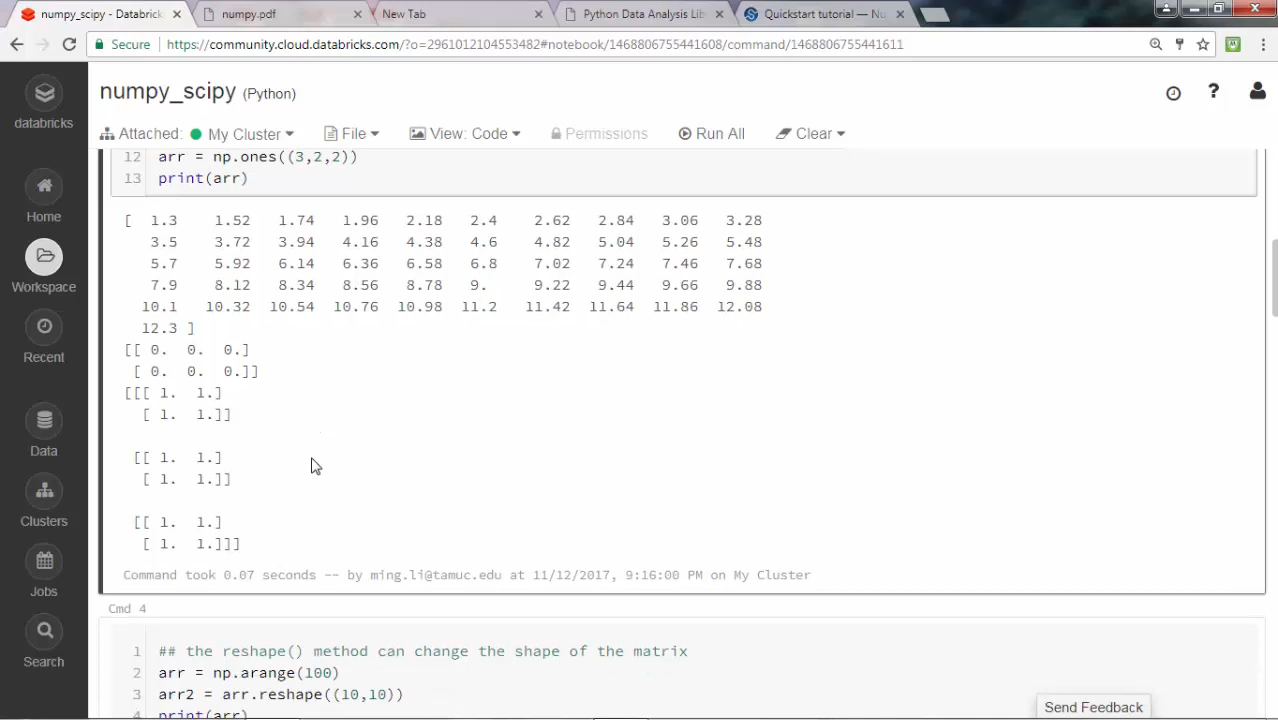 numpy_scipy - Databrick
numpy.pdf
New Tab
Python Data Analysis Lib
Quickstart tutorial — Nu
Secure https://community.cloud.databricks.com/?o=2961012104553482#notebook/1468806755441608/command/1468806755441611
databricks
Home
Workspace
Recent
Data
Clusters
Jobs
Search
numpy_scipy (Python)
?
Attached: My Cluster File View: Code Permissions Run All Clear
12 arr = np.ones((3,2,2))
13 print(arr)
[ 1.3 1.52 1.74 1.96 2.18 2.4 2.62 2.84 3.06 3.28
3.5 3.72 3.94 4.16 4.38 4.6 4.82 5.04 5.26 5.48
5.7 5.92 6.14 6.36 6.58 6.8 7.02 7.24 7.46 7.68
7.9 8.12 8.34 8.56 8.78 9. 9.22 9.44 9.66 9.88
10.1 10.32 10.54 10.76 10.98 11.2 11.42 11.64 11.86 12.08
12.3 ]
[[ 0. 0. 0.]
[ 0. 0. 0.]]
[[[ 1. 1.]
[ 1. 1.]]
[[ 1. 1.]
[ 1. 1.]]
[[ 1. 1.]
[ 1. 1.]]]
Command took 0.07 seconds -- by ming.li@tamuc.edu at 11/12/2017, 9:16:00 PM on My Cluster
Cmd 4
1 ## the reshape() method can change the shape of the matrix
2 arr = np.arange(100)
3 arr2 = arr.reshape((10,10))
4 print(arr)
Send Feedback